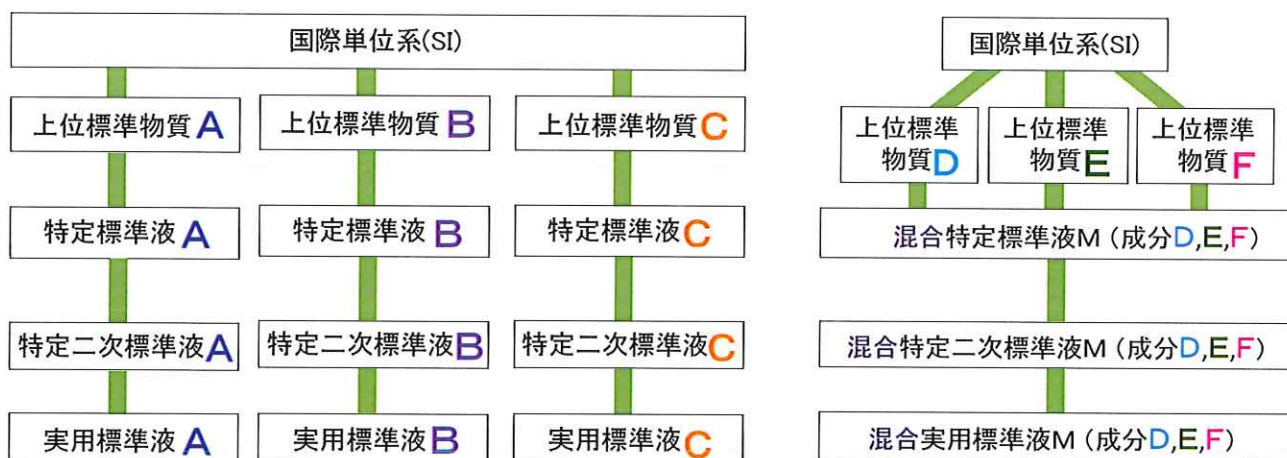 国際単位系(SI)
上位標準物質A
上位標準物質B
上位標準物質C
特定標準液A
特定標準液B
特定標準液C
特定二次標準液A
特定二次標準液B
特定二次標準液C
実用標準液A
実用標準液B
実用標準液C
国際単位系(SI)
上位標準
物質D
上位標準
物質E
上位標準
物質F
混合特定標準液M（成分D,E,F）
混合特定二次標準液M（成分D,E,F）
混合実用標準液M（成分D,E,F）